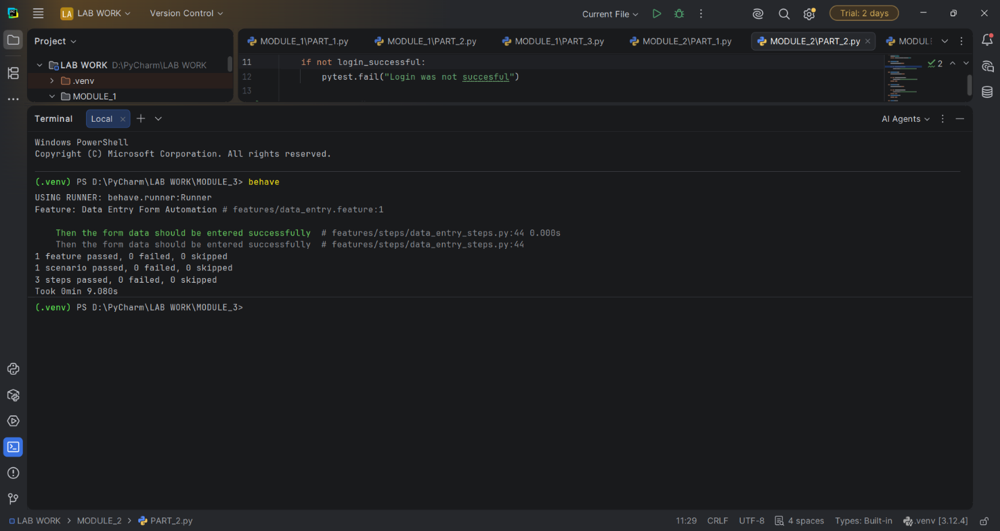 LA LAB WORK Version Control Current File Trial: 2 days
Project
LAB WORK D:\PyCharm\LAB WORK
.venv
MODULE_1
MODULE_1\PART_1.py MODULE_1\PART_2.py MODULE_1\PART_3.py MODULE_2\PART_1.py MODULE_2\PART_2.py MODUL
11 if not login_successful:
12 pytest.fail("Login was not succesful")
13
2
Terminal Local AI Agents
Windows PowerShell
Copyright (C) Microsoft Corporation. All rights reserved.
(.venv) PS D:\PyCharm\LAB WORK\MODULE_3> behave
USING RUNNER: behave.runner:Runner
Feature: Data Entry Form Automation # features/data_entry.feature:1
Then the form data should be entered successfully # features/steps/data_entry_steps.py:44 0.000s
Then the form data should be entered successfully # features/steps/data_entry_steps.py:44
1 feature passed, 0 failed, 0 skipped
1 scenario passed, 0 failed, 0 skipped
3 steps passed, 0 failed, 0 skipped
Took 0min 9.080s
(.venv) PS D:\PyCharm\LAB WORK\MODULE_3>
LAB WORK > MODULE_2 > PART_2.py 11:29 CRLF UTF-8 4 spaces Types: Built-in .venv [3.12.4]